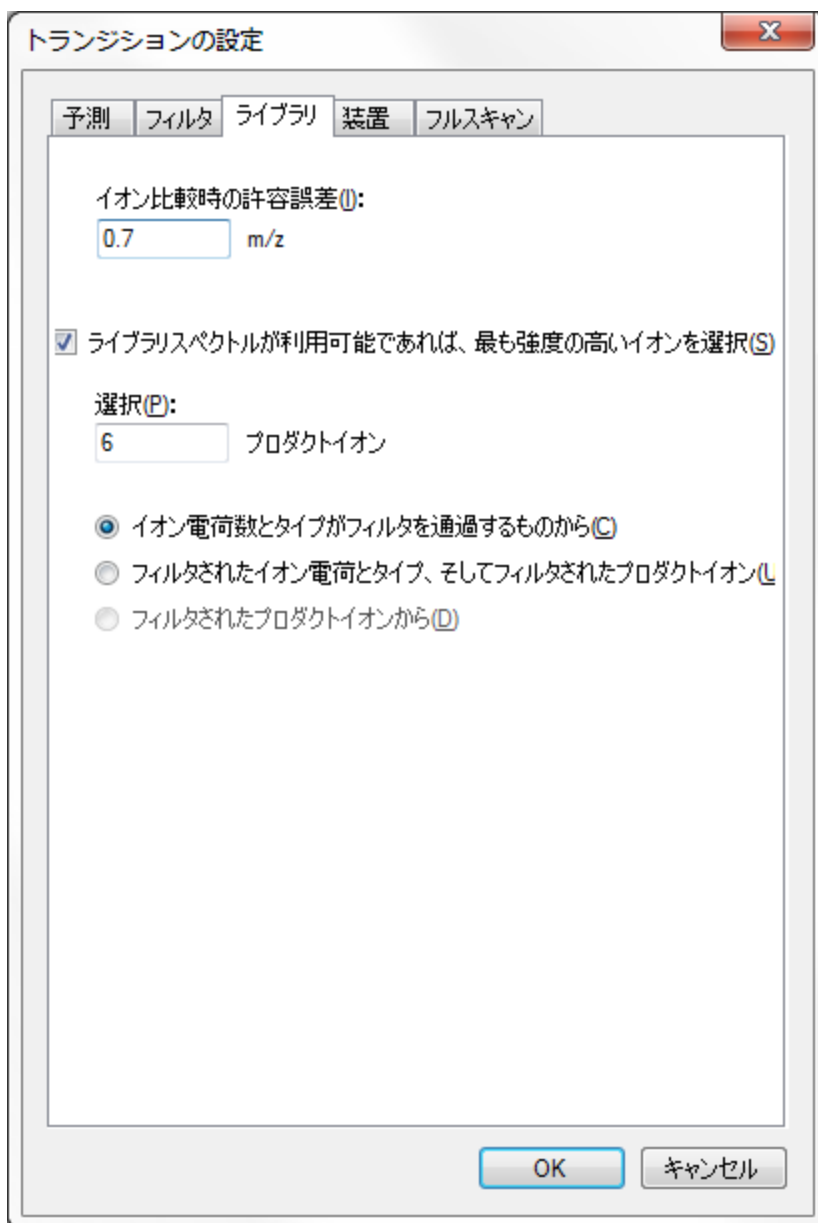 トランジションの設定
予測 フィルタ ライブラリ 装置 フルスキャン
イオン比較時の許容誤差(I):
0.7 m/z
ライブラリスペクトルが利用可能であれば、最も強度の高いイオンを選択(S)
選択(P):
6 プロダクトイオン
イオン電荷数とタイプがフィルタを通過するものから(C)
フィルタされたイオン電荷とタイプ、そしてフィルタされたプロダクトイオン(U
フィルタされたプロダクトイオンから(D)
OK キャンセル